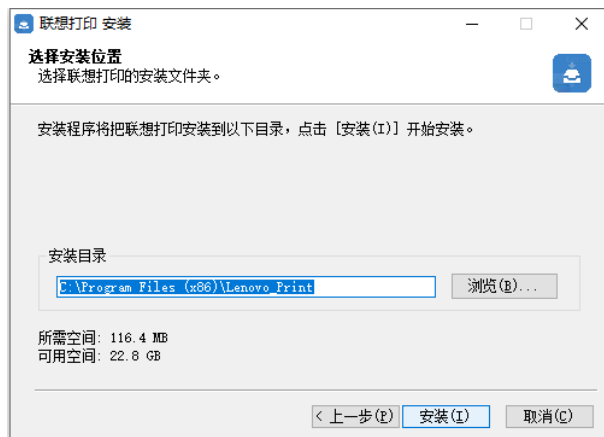 联想打印 安装
选择安装位置
选择联想打印的安装文件夹。
安装程序将把联想打印安装到以下目录，点击 [安装(I)] 开始安装。
安装目录
C:\Program Files (x86)\Lenovo_Print
浏览(B)...
所需空间: 116.4 MB
可用空间: 22.8 GB
< 上一步(P)
安装(I)
取消(C)